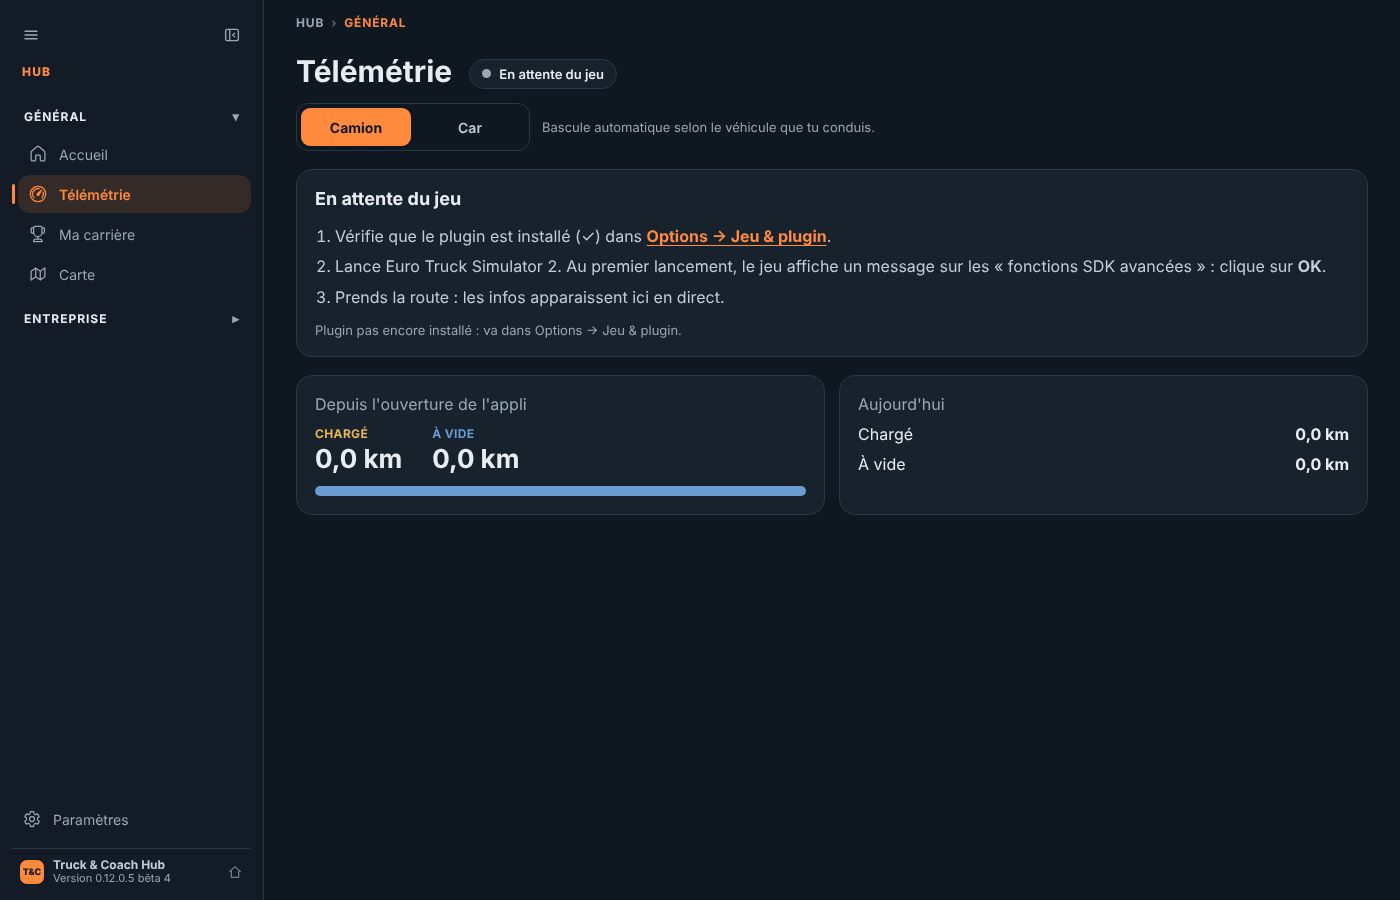 HUB
GÉNÉRAL
Accueil
Télémétrie
Ma carrière
Carte
ENTREPRISE
Paramètres
T&C
Truck & Coach Hub
Version 0.12.0.5 bêta 4
HUB › GÉNÉRAL
Télémétrie
En attente du jeu
Camion
Car
Bascule automatique selon le véhicule que tu conduis.
En attente du jeu
1. Vérifie que le plugin est installé (✓) dans Options → Jeu & plugin.
2. Lance Euro Truck Simulator 2. Au premier lancement, le jeu affiche un message sur les « fonctions SDK avancées » : clique sur OK.
3. Prends la route : les infos apparaissent ici en direct.
Plugin pas encore installé : va dans Options → Jeu & plugin.
Depuis l'ouverture de l'appli
CHARGÉ À VIDE
0,0 km 0,0 km
Aujourd'hui
Chargé 0,0 km
À vide 0,0 km